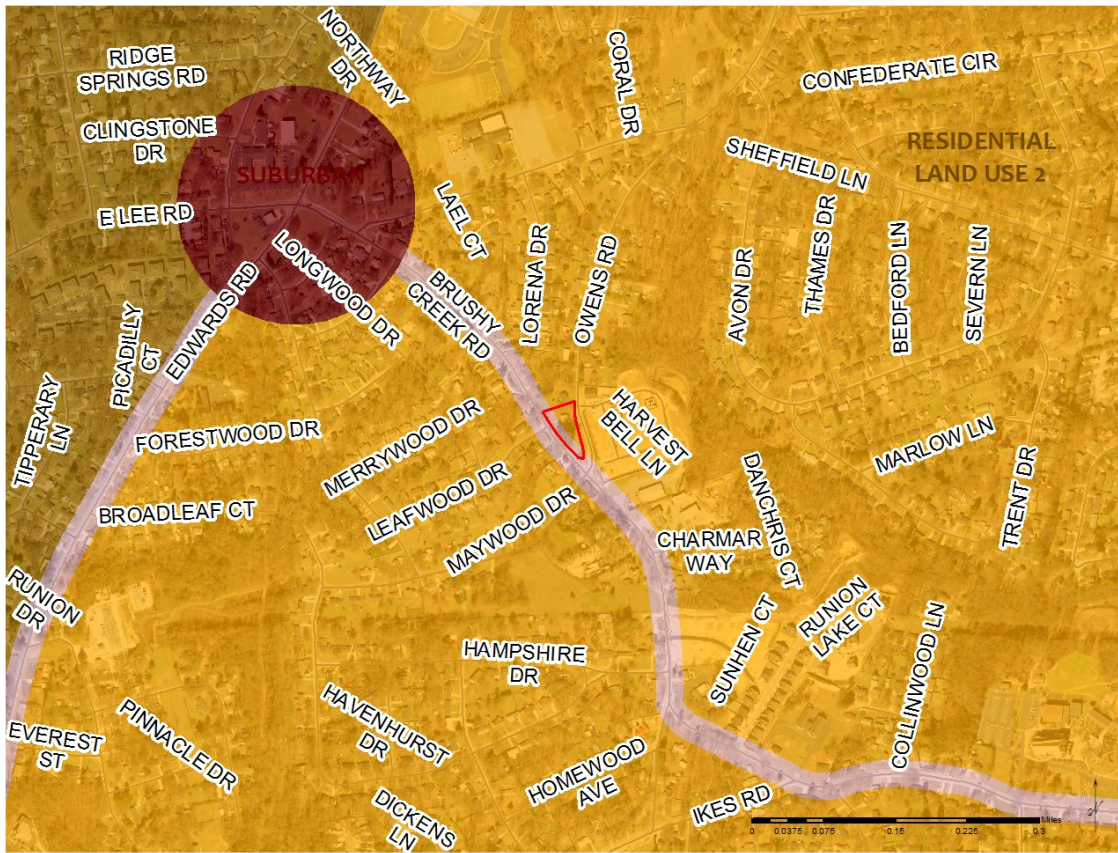 NORTHWAY
DR
RIDGE
SPRINGS RD
CORAL DR
CONFEDERATE CIR
CLINGSTONE
DR
RESIDENTIAL
LAND USE 2
SUBURBAN
SHEFFIELD LN
E LEE RD
LAEL CT
LONGWOOD DR
LORENA DR
OWENS RD
AVON DR
THAMES DR
BEDFORD LN
SEVERN LN
BRUSHY
CREEK RD
EDWARDS RD
PICADILLY
CT
TIPPERARY
LN
FORESTWOOD DR
MERRYWOOD DR
HARVEST
BELL LN
MARLOW LN
LEAFWOOD DR
BROADLEAF CT
MAYWOOD DR
DANCHRIS CT
TRENT DR
CHARMAR
WAY
RUNION
DR
RUNION
LAKE CT
SUNHEN CT
COLLINWOOD LN
HAMPSHIRE
DR
HAVENHURST
DR
PINNACLE DR
EVEREST
ST
HOMEWOOD
AVE
IKES RD
DICKENS
LN
Miles
0 0.0375 0.075 0.15 0.225 0.3